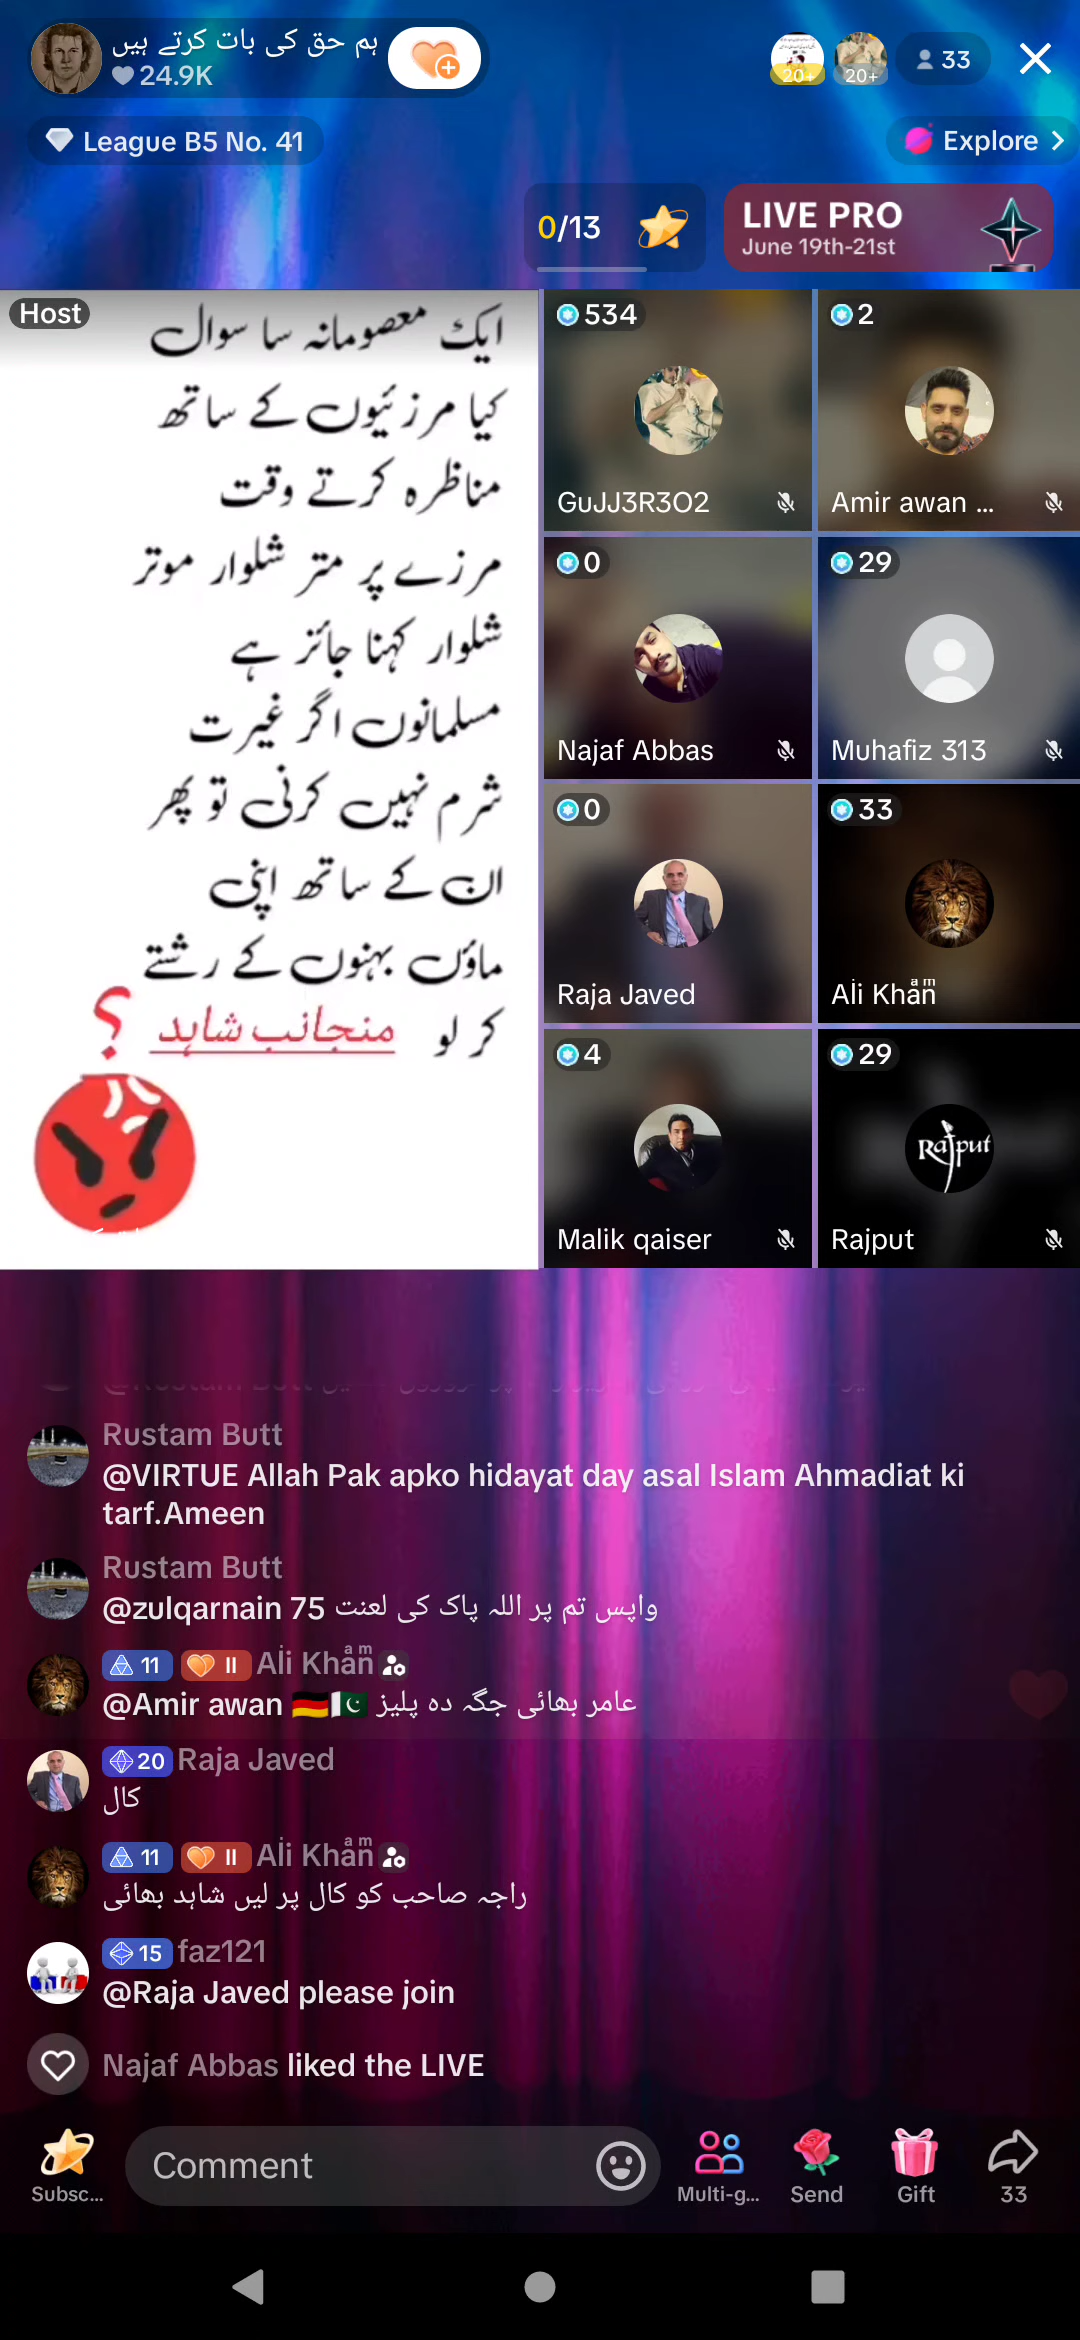 ہم حق کی بات کرتے ہیں
24.9K
20+
20+
33
League B5 No. 41
Explore
0/13
LIVE PRO
June 19th-21st
Host
ایک معصومانہ سا سوال
کیا مرزئیوں کے ساتھ
مناظرہ کرتے وقت
مرزے پر متر شلوار موتر
شلوار کہنا جائز ہے
مسلمانوں اگر غیرت
شرم نہیں کرنی تو پھر
ان کے ساتھ اپنی
ماؤں بہنوں کے رشتے
کر لو منجانب شاہد ؟
534
GuJJ3R3O2
2
Amir awan ...
0
Najaf Abbas
29
Muhafiz 313
0
Raja Javed
33
Ali Khan
4
Malik qaiser
29
Rajput
Rajput
Rustam Butt
@VIRTUE Allah Pak apko hidayat day asal Islam Ahmadiat ki
tarf.Ameen
Rustam Butt
@zulqarnain 75 واپس تم پر اللہ پاک کی لعنت
11 II Ali Khan
@Amir awan 🇩🇪🇵🇰 عامر بھائی جگہ دہ پلیز
20 Raja Javed
کال
11 II Ali Khan
راجہ صاحب کو کال پر لیں شاہد بھائی
15 faz121
@Raja Javed please join
Najaf Abbas liked the LIVE
Subsc...
Comment
Multi-g...
Send
Gift
33